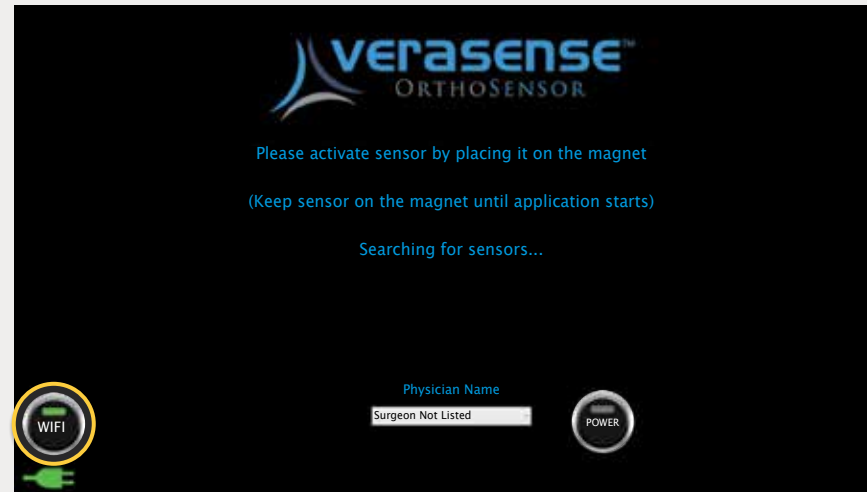 verasense™
ORTHOSENSOR
Please activate sensor by placing it on the magnet
(Keep sensor on the magnet until application starts)
Searching for sensors...
Physician Name
Surgeon Not Listed
WIFI
POWER